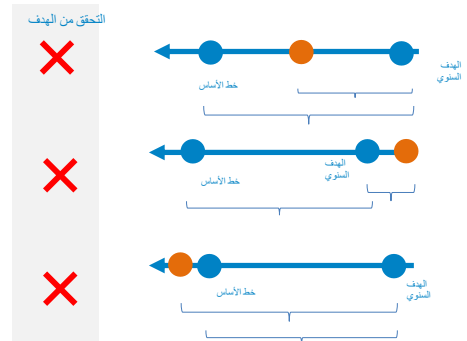 التحقق من الهدف
الهدف
السنوي
خط الأساس
الهدف
السنوي
خط الأساس
الهدف
السنوي
خط الأساس